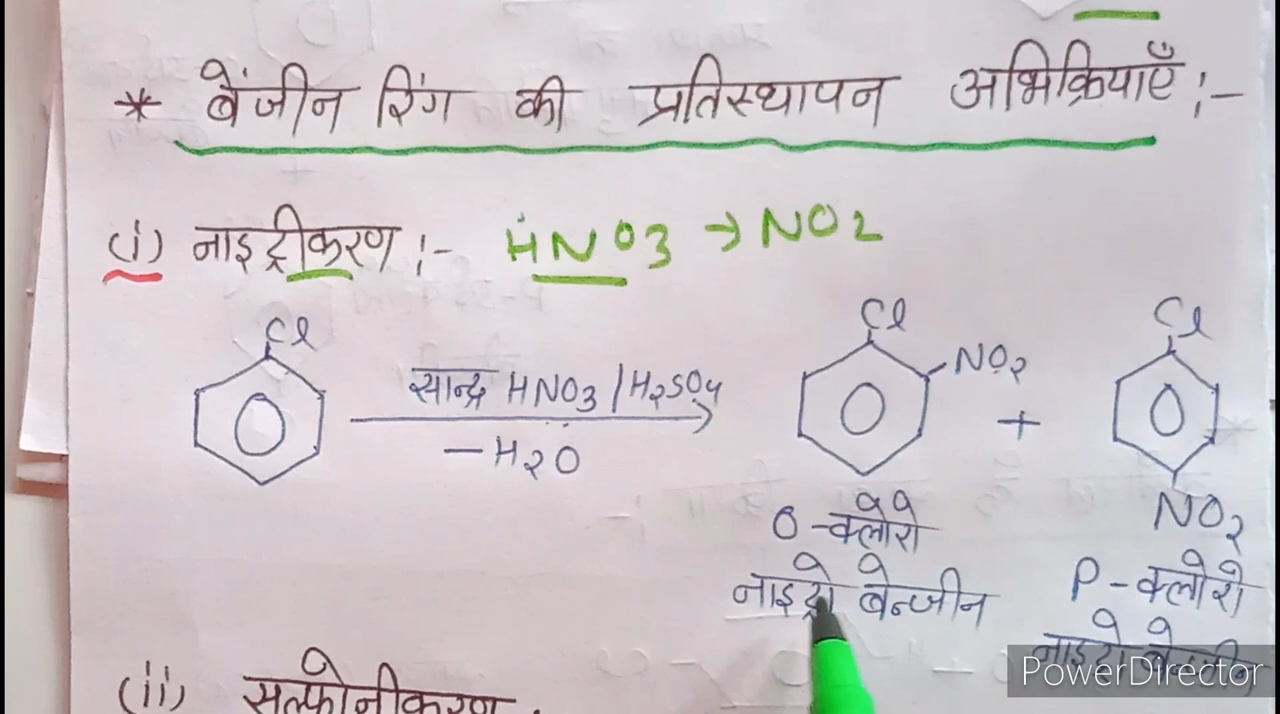 * बेंजीन रिंग की प्रतिस्थापन अभिक्रियाएँ :-
(i) नाइट्रीकरण :- HNO3 → NO2
Cl
सान्द्र HNO3 / H2SO4
- H2O
Cl
NO2
+
Cl
NO2
O-क्लोरो
नाइट्रो बेन्जीन
P-क्लोरो
नाइट्रो बेन्जीन
(ii) सल्फोनीकरण :
PowerDirector